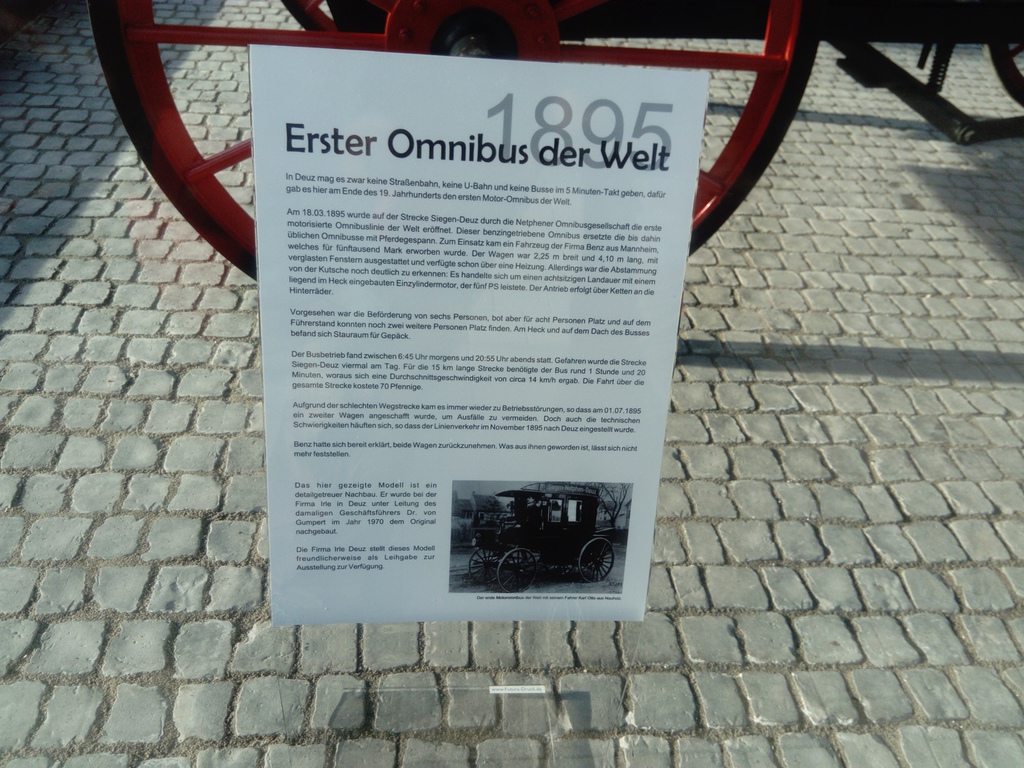 1895
Erster Omnibus der Welt
In Deuz mag es zwar keine Straßenbahn, keine U-Bahn und keine Busse im 5 Minuten-Takt geben, dafür
gab es hier am Ende des 19. Jahrhunderts den ersten Motor-Omnibus der Welt.
Am 18.03.1895 wurde auf der Strecke Siegen-Deuz durch die Netphener Omnibusgesellschaft die erste
motorisierte Omnibuslinie der Welt eröffnet. Dieser benzingetriebene Omnibus ersetzte die bis dahin
üblichen Omnibusse mit Pferdegespann. Zum Einsatz kam ein Fahrzeug der Firma Benz aus Mannheim,
welches für fünftausend Mark erworben wurde. Der Wagen war 2,25 m breit und 4,10 m lang, mit
verglasten Fenstern ausgestattet und verfügte schon über eine Heizung. Allerdings war die Abstammung
von der Kutsche noch deutlich zu erkennen: Es handelte sich um einen achtsitzigen Landauer mit einem
liegend im Heck eingebauten Einzylindermotor, der fünf PS leistete. Der Antrieb erfolgt über Ketten an die
Hinterräder.
Vorgesehen war die Beförderung von sechs Personen, bot aber für acht Personen Platz und auf dem
Führerstand konnten noch zwei weitere Personen Platz finden. Am Heck und auf dem Dach des Busses
befand sich Stauraum für Gepäck.
Der Busbetrieb fand zwischen 6:45 Uhr morgens und 20:55 Uhr abends statt. Gefahren wurde die Strecke
Siegen-Deuz viermal am Tag. Für die 15 km lange Strecke benötigte der Bus rund 1 Stunde und 20
Minuten, woraus sich eine Durchschnittsgeschwindigkeit von circa 14 km/h ergab. Die Fahrt über die
gesamte Strecke kostete 70 Pfennige.
Aufgrund der schlechten Wegstrecke kam es immer wieder zu Betriebsstörungen, so dass am 01.07.1895
ein zweiter Wagen angeschafft wurde, um Ausfälle zu vermeiden. Doch auch die technischen
Schwierigkeiten häuften sich, so dass der Linienverkehr im November 1895 nach Deuz eingestellt wurde.
Benz hatte sich bereit erklärt, beide Wagen zurückzunehmen. Was aus ihnen geworden ist, lässt sich nicht
mehr feststellen.
Das hier gezeigte Modell ist ein
detailgetreuer Nachbau. Er wurde bei der
Firma Irle in Deuz unter Leitung des
damaligen Geschäftsführers Dr. von
Gumpert im Jahr 1970 dem Original
nachgebaut.
Die Firma Irle Deuz stellt dieses Modell
freundlicherweise als Leihgabe zur
Ausstellung zur Verfügung.
Der erste Motoromnibus der Welt mit seinem Fahrer Karl Otto aus Nauholz
www.Futura-Druck.de